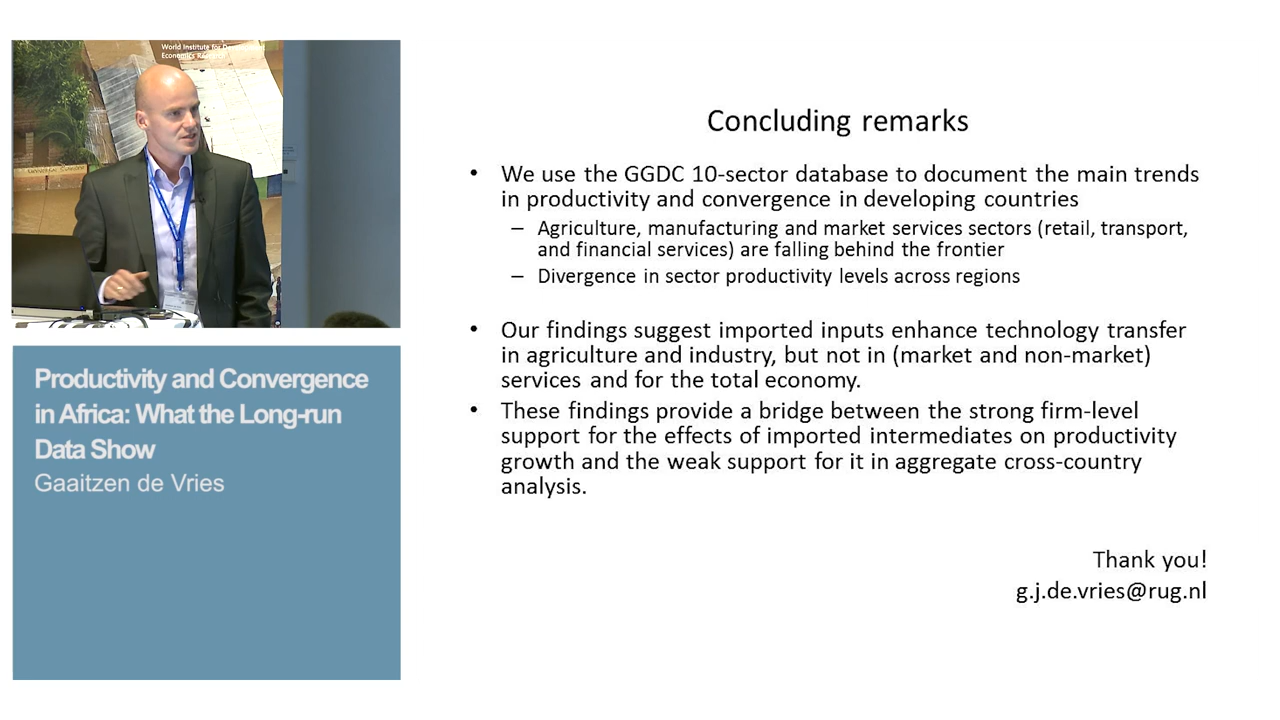 World Institute for Develop
Economics Research
Productivity and Convergence
in Africa: What the Long-run
Data Show
Gaaitzen de Vries
Concluding remarks
• We use the GGDC 10-sector database to document the main trends
in productivity and convergence in developing countries
– Agriculture, manufacturing and market services sectors (retail, transport,
and financial services) are falling behind the frontier
– Divergence in sector productivity levels across regions
• Our findings suggest imported inputs enhance technology transfer
in agriculture and industry, but not in (market and non-market)
services and for the total economy.
• These findings provide a bridge between the strong firm-level
support for the effects of imported intermediates on productivity
growth and the weak support for it in aggregate cross-country
analysis.
Thank you!
g.j.de.vries@rug.nl